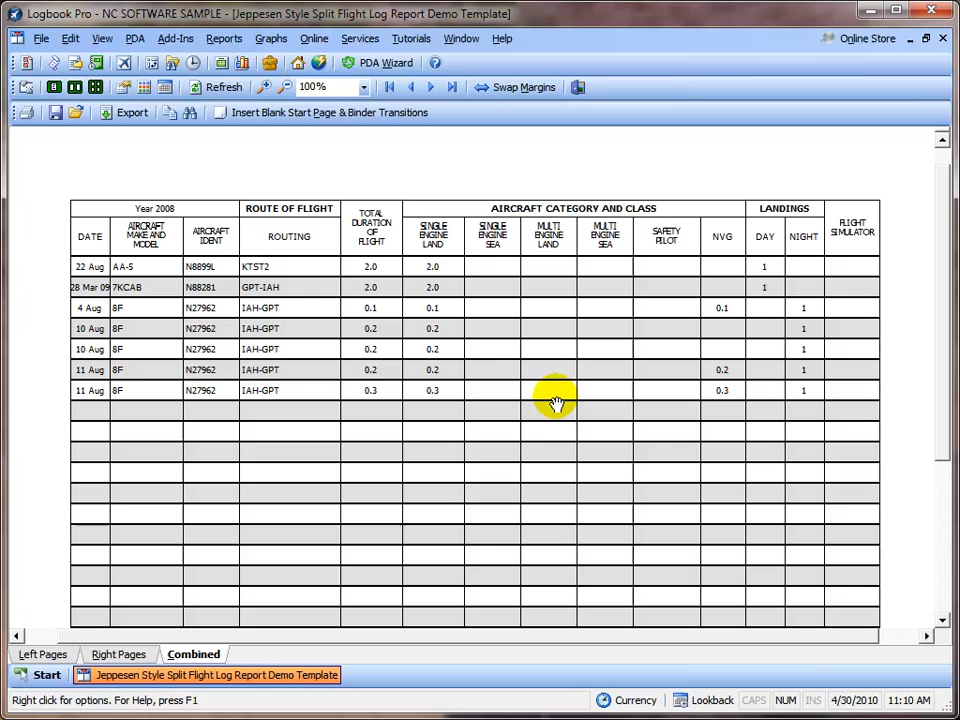 Logbook Pro - NC SOFTWARE SAMPLE - [Jeppesen Style Split Flight Log Report Demo Template]
File Edit View PDA Add-Ins Reports Graphs Online Services Tutorials Window Help Online Store
PDA Wizard
Refresh 100% Swap Margins
Export Insert Blank Start Page & Binder Transitions
Year 2008 ROUTE OF FLIGHT TOTAL DURATION OF FLIGHT AIRCRAFT CATEGORY AND CLASS LANDINGS FLIGHT SIMULATOR
DATE AIRCRAFT MAKE AND MODEL AIRCRAFT IDENT ROUTING SINGLE ENGINE LAND SINGLE ENGINE SEA MULTI ENGINE LAND MULTI ENGINE SEA SAFETY PILOT NVG DAY NIGHT
22 Aug AA-5 N8899L KTST2 2.0 2.0 1
28 Mar 09 7KCAB N88281 GPT-IAH 2.0 2.0 1
4 Aug 8F N27962 IAH-GPT 0.1 0.1 0.1 1
10 Aug 8F N27962 IAH-GPT 0.2 0.2 1
10 Aug 8F N27962 IAH-GPT 0.2 0.2 1
11 Aug 8F N27962 IAH-GPT 0.2 0.2 0.2 1
11 Aug 8F N27962 IAH-GPT 0.3 0.3 0.3 1
Left Pages Right Pages Combined
Start Jeppesen Style Split Flight Log Report Demo Template
Right click for options. For Help, press F1 Currency Lookback CAPS NUM INS 4/30/2010 11:10 AM